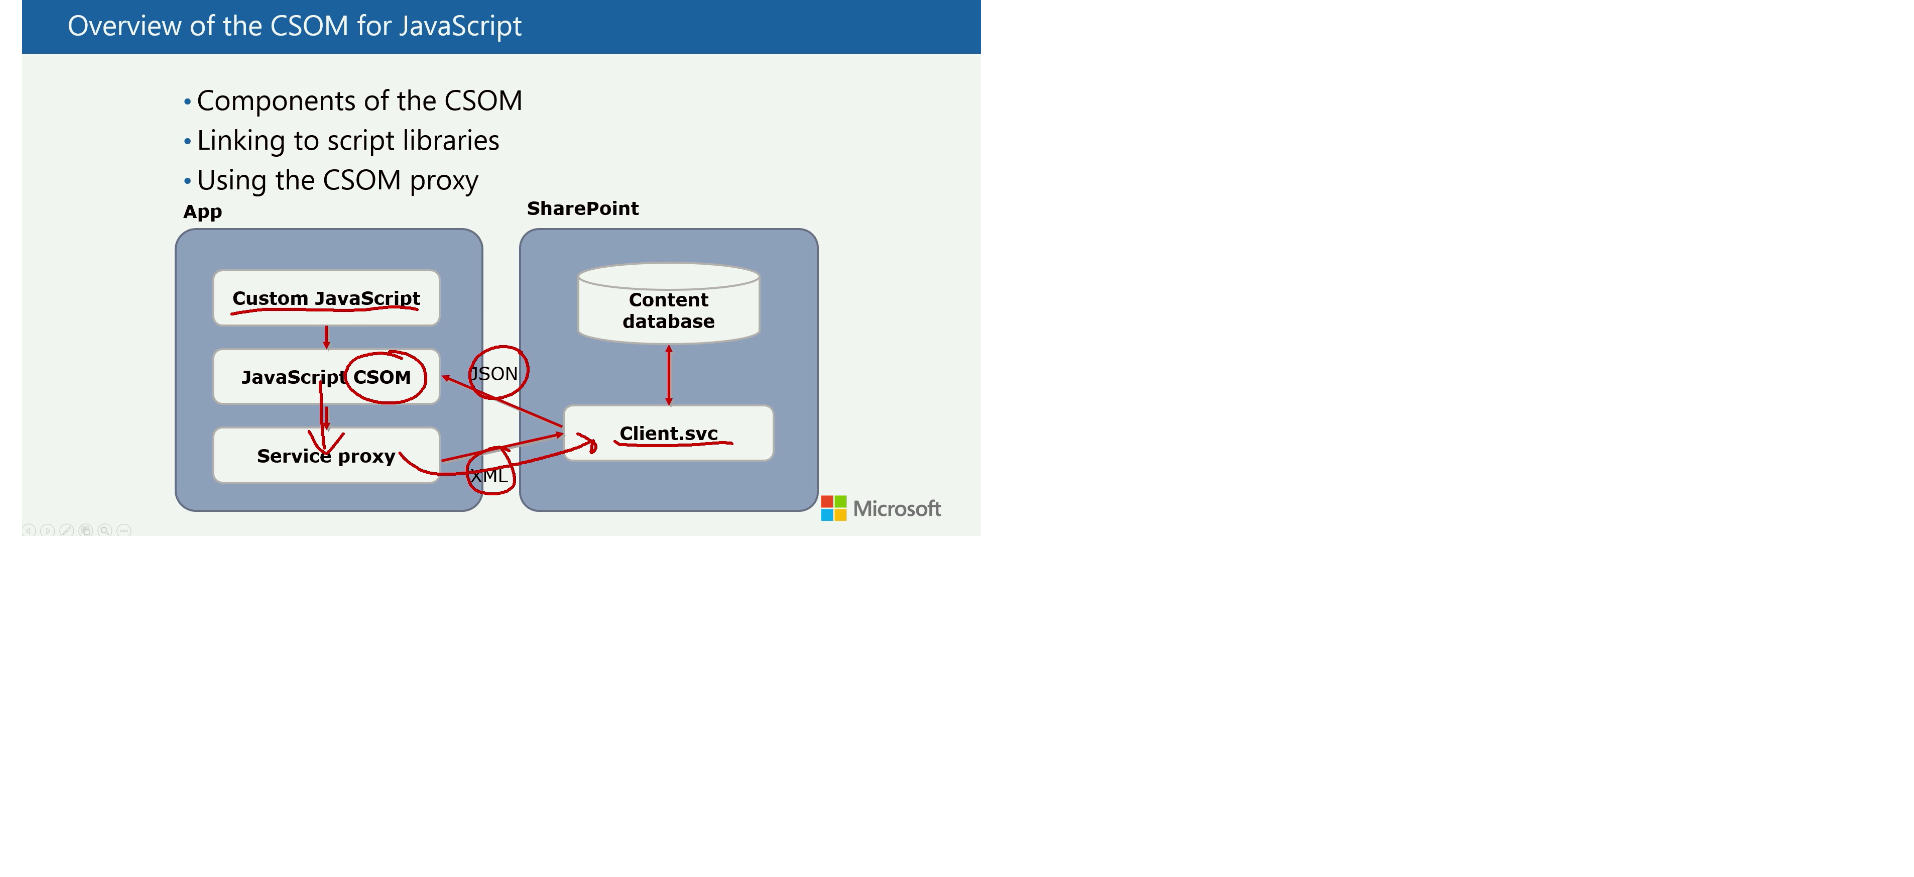 Overview of the CSOM for JavaScript
• Components of the CSOM
• Linking to script libraries
• Using the CSOM proxy
App
SharePoint
Custom JavaScript
JavaScript CSOM
Service proxy
JSON
XML
Content
database
Client.svc
Microsoft